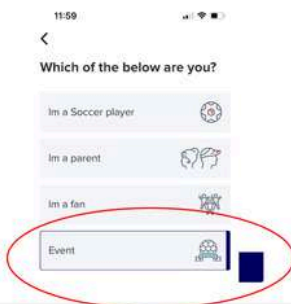 11:59
Which of the below are you?
Im a Soccer player
Im a parent
Im a fan
Event